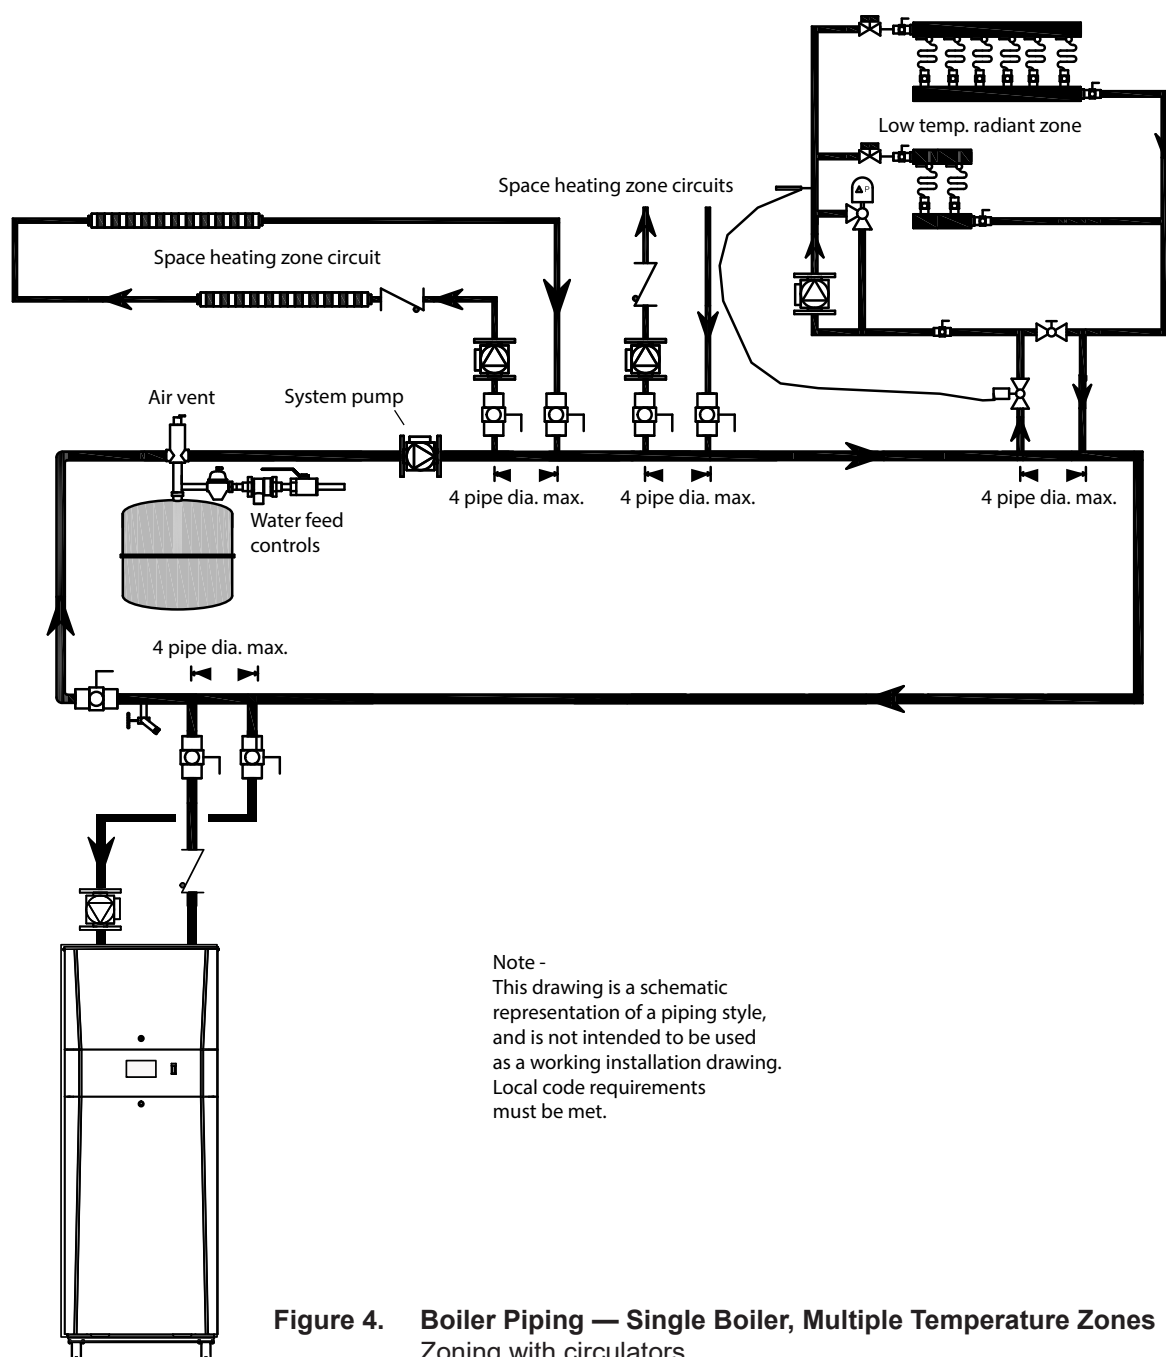 Low temp. radiant zone
Space heating zone circuits
P
Space heating zone circuit
Air vent
System pump
4 pipe dia. max.
4 pipe dia. max.
4 pipe dia. max.
Water feed
controls
4 pipe dia. max.
Note -
This drawing is a schematic
representation of a piping style,
and is not intended to be used
as a working installation drawing.
Local code requirements
must be met.
Figure 4. Boiler Piping — Single Boiler, Multiple Temperature Zones
Zoning with circulators